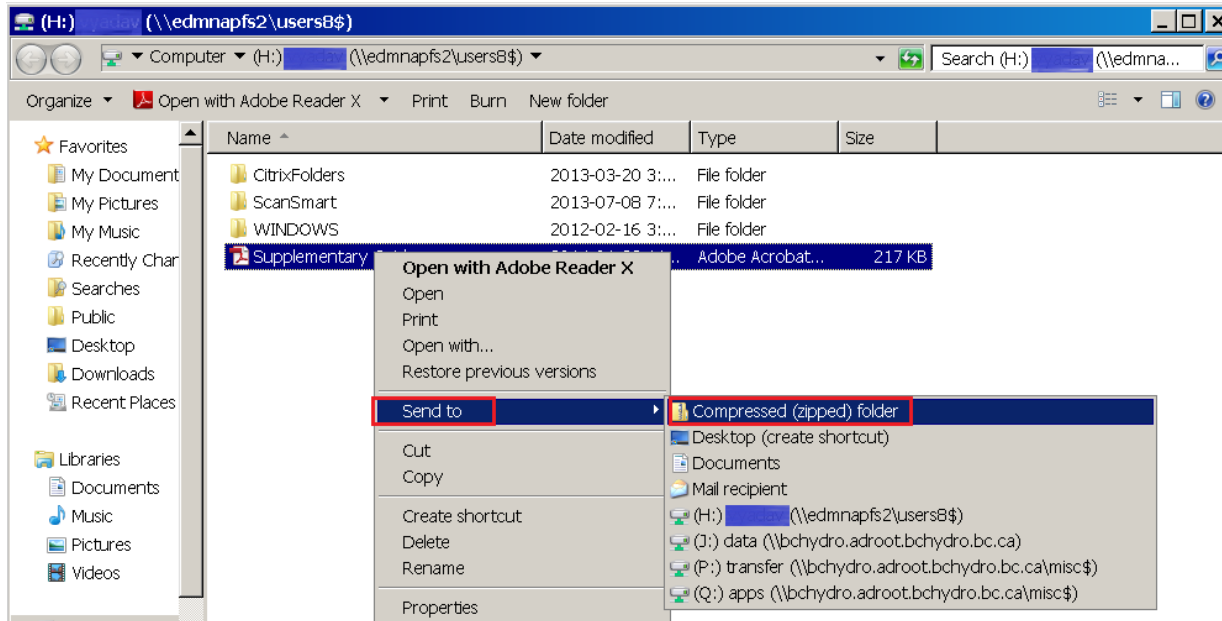 (H:) (\\edmnapfs2\users8$)
Computer (H:) (\\edmnapfs2\users8$)
Search (H:) (\\edmna...
Organize Open with Adobe Reader X Print Burn New folder
Favorites
My Document
My Pictures
My Music
Recently Char
Searches
Public
Desktop
Downloads
Recent Places
Libraries
Documents
Music
Pictures
Videos
Name Date modified Type Size
CitrixFolders 2013-03-20 3:... File folder
ScanSmart 2013-07-08 7:... File folder
WINDOWS 2012-02-16 3:... File folder
Supplementary Adobe Acrobat... 217 KB
Open with Adobe Reader X
Open
Print
Open with...
Restore previous versions
Send to
Cut
Copy
Create shortcut
Delete
Rename
Properties
Compressed (zipped) folder
Desktop (create shortcut)
Documents
Mail recipient
(H:) (\\edmnapfs2\users8$)
(J:) data (\\bchydro.adroot.bchydro.bc.ca)
(P:) transfer (\\bchydro.adroot.bchydro.bc.ca\misc$)
(Q:) apps (\\bchydro.adroot.bchydro.bc.ca\misc$)